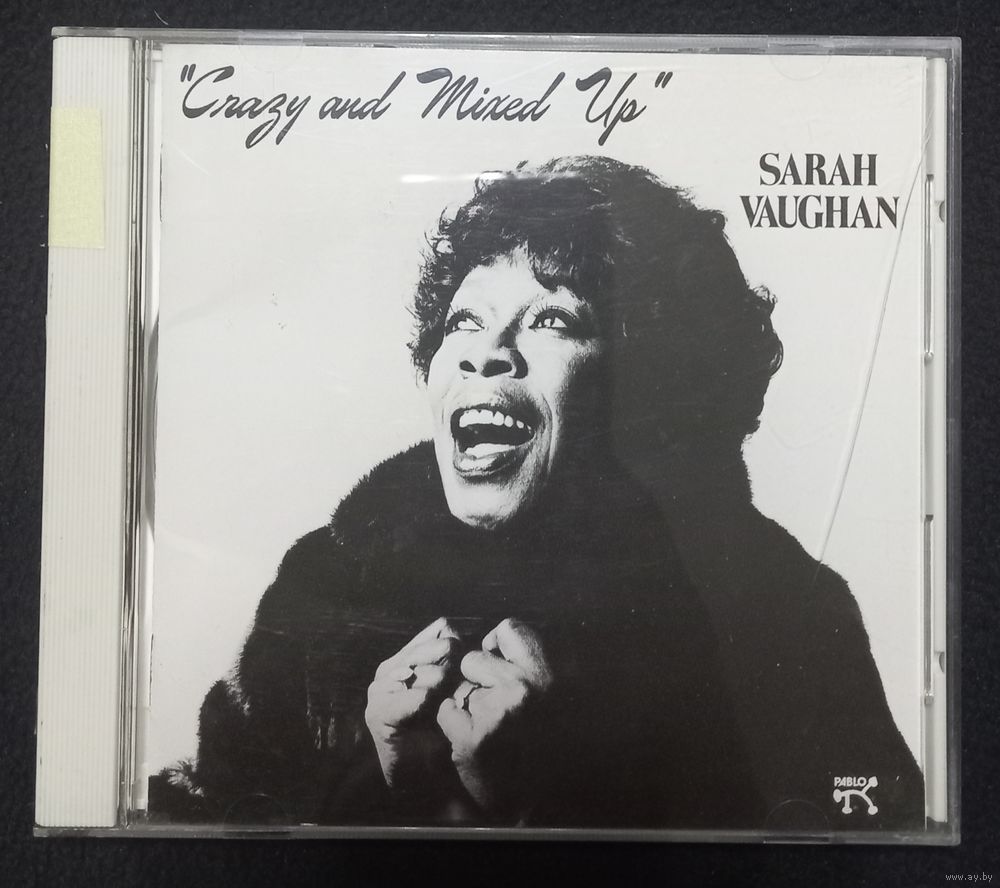 "Crazy and Mixed Up"
SARAH
VAUGHAN
PABLO
www.ay.by